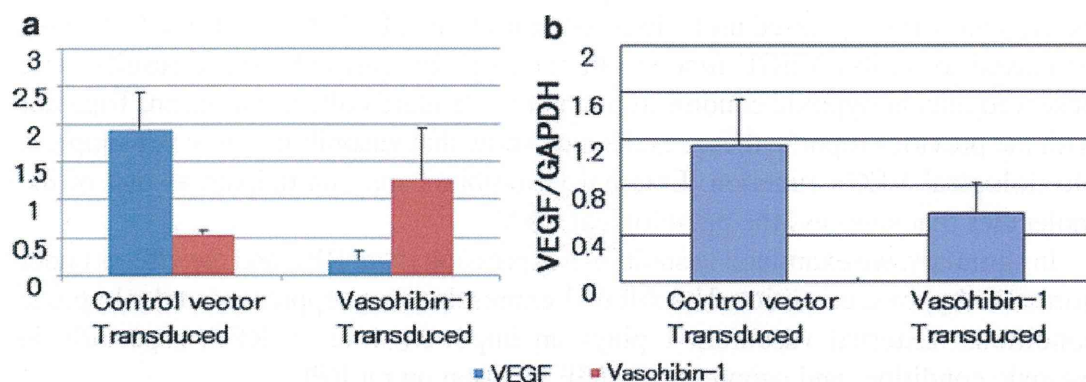 a
3
2.5
2
1.5
1
0.5
0
Control vector
Transduced
Vasohibin-1
Transduced
VEGF
Vasohibin-1
b
VEGF/GAPDH
2
1.6
1.2
0.8
0.4
0
Control vector
Transduced
Vasohibin-1
Transduced